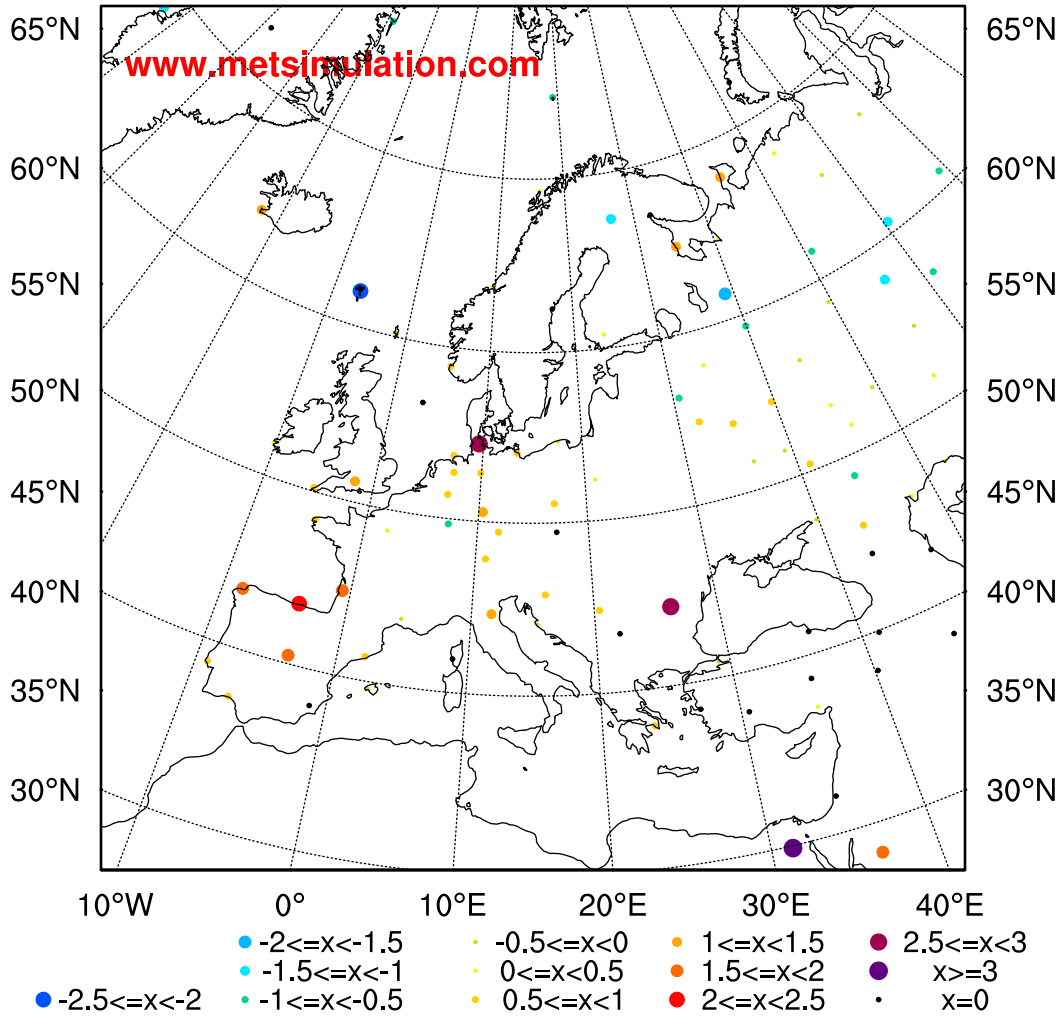 65°N 65°N
www.metsimulation.com
60°N 60°N
55°N 55°N
50°N 50°N
45°N 45°N
40°N 40°N
35°N 35°N
30°N 30°N
10°W 0° 10°E 20°E 30°E 40°E
-2<=x<-1.5 -0.5<=x<0 1<=x<1.5 2.5<=x<3
-1.5<=x<-1 0<=x<0.5 1.5<=x<2 x>=3
-2.5<=x<-2 -1<=x<-0.5 0.5<=x<1 2<=x<2.5 x=0